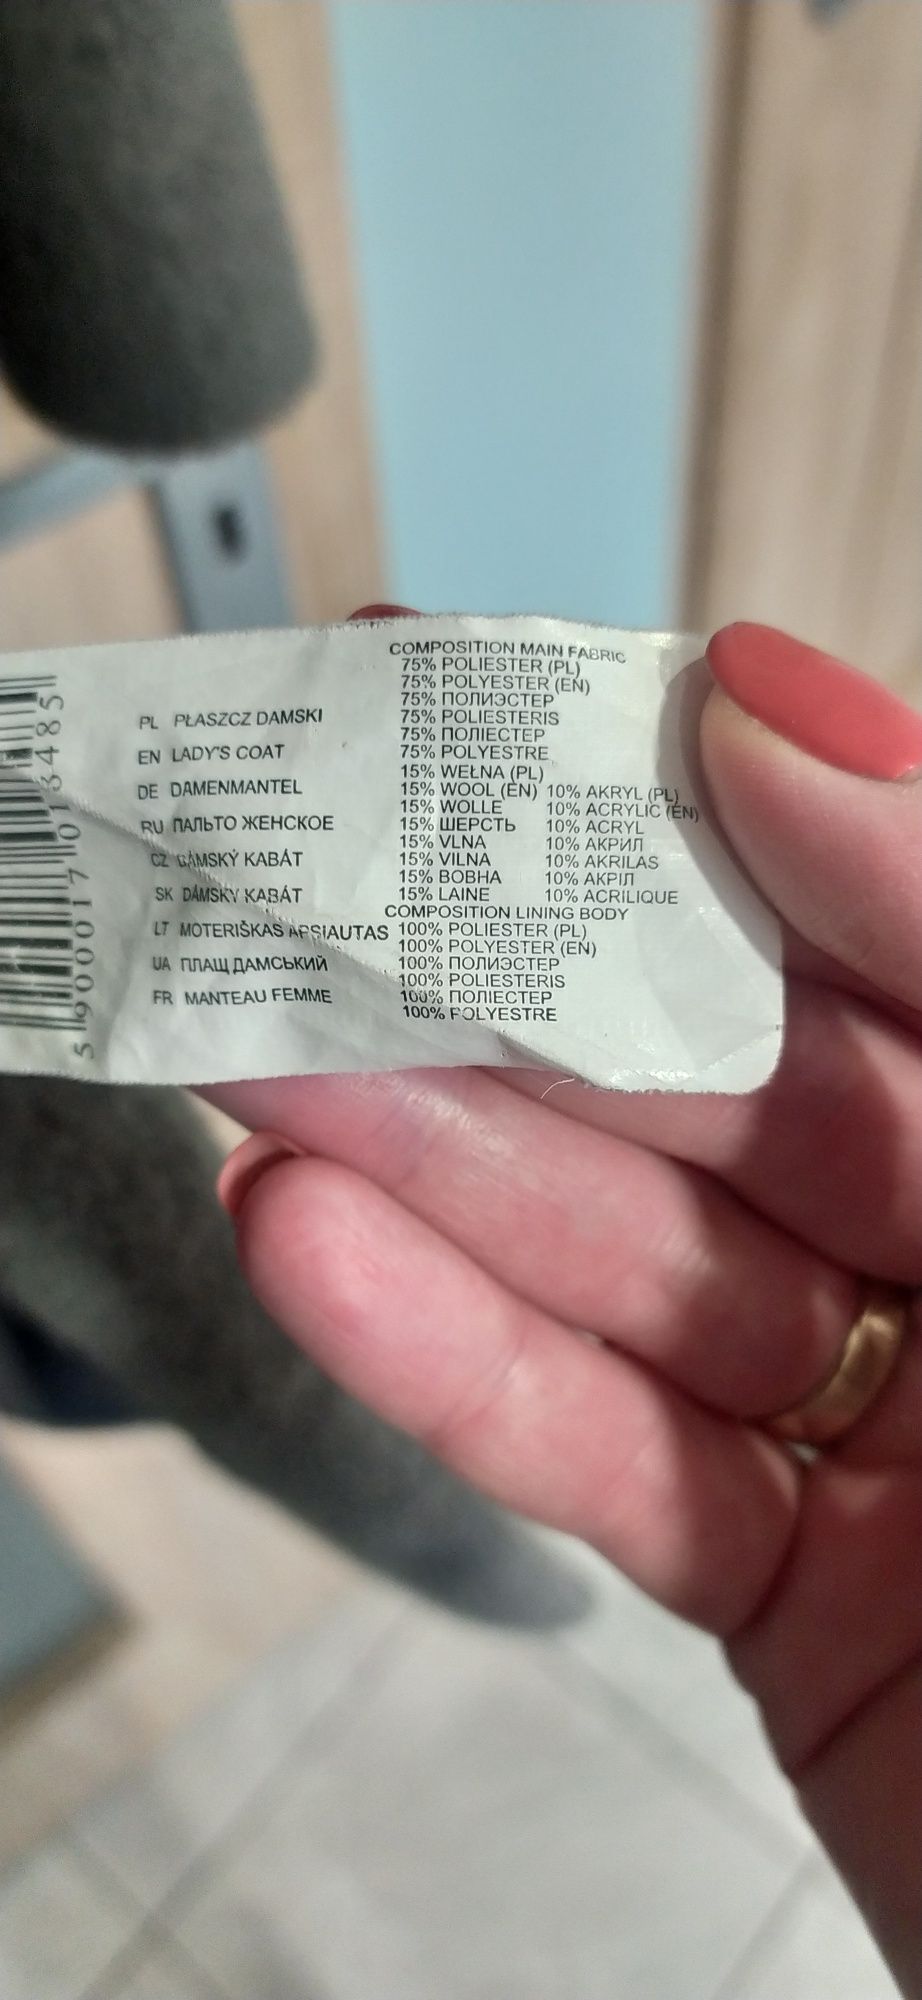 COMPOSITION MAIN FABRIC
75% POLIESTER (PL)
75% POLYESTER (EN)
75% ПОЛИЭСТЕР
75% POLIESTERIS
75% ПОЛІЕСТЕР
75% POLYESTRE
15% WEŁNA (PL)
15% WOOL (EN) 10% AKRYL (PL)
15% WOLLE 10% ACRYLIC (EN)
15% ШЕРСТЬ 10% ACRYL
15% VLNA 10% АКРИЛ
15% VILNA 10% AKRILAS
15% ВОВНА 10% АКРІЛ
15% LAINE 10% ACRILIQUE
COMPOSITION LINING BODY
100% POLIESTER (PL)
100% POLYESTER (EN)
100% ПОЛИЭСТЕР
100% POLIESTERIS
100% ПОЛІЕСТЕР
100% POLYESTRE
PL PŁASZCZ DAMSKI
EN LADY'S COAT
DE DAMENMANTEL
RU ПАЛЬТО ЖЕНСКОЕ
CZ DÁMSKÝ KABÁT
SK DÁMSKY KABÁT
LT MOTERIŠKAS APSIAUTAS
UA ПЛАЩ ДАМСЬКИЙ
FR MANTEAU FEMME